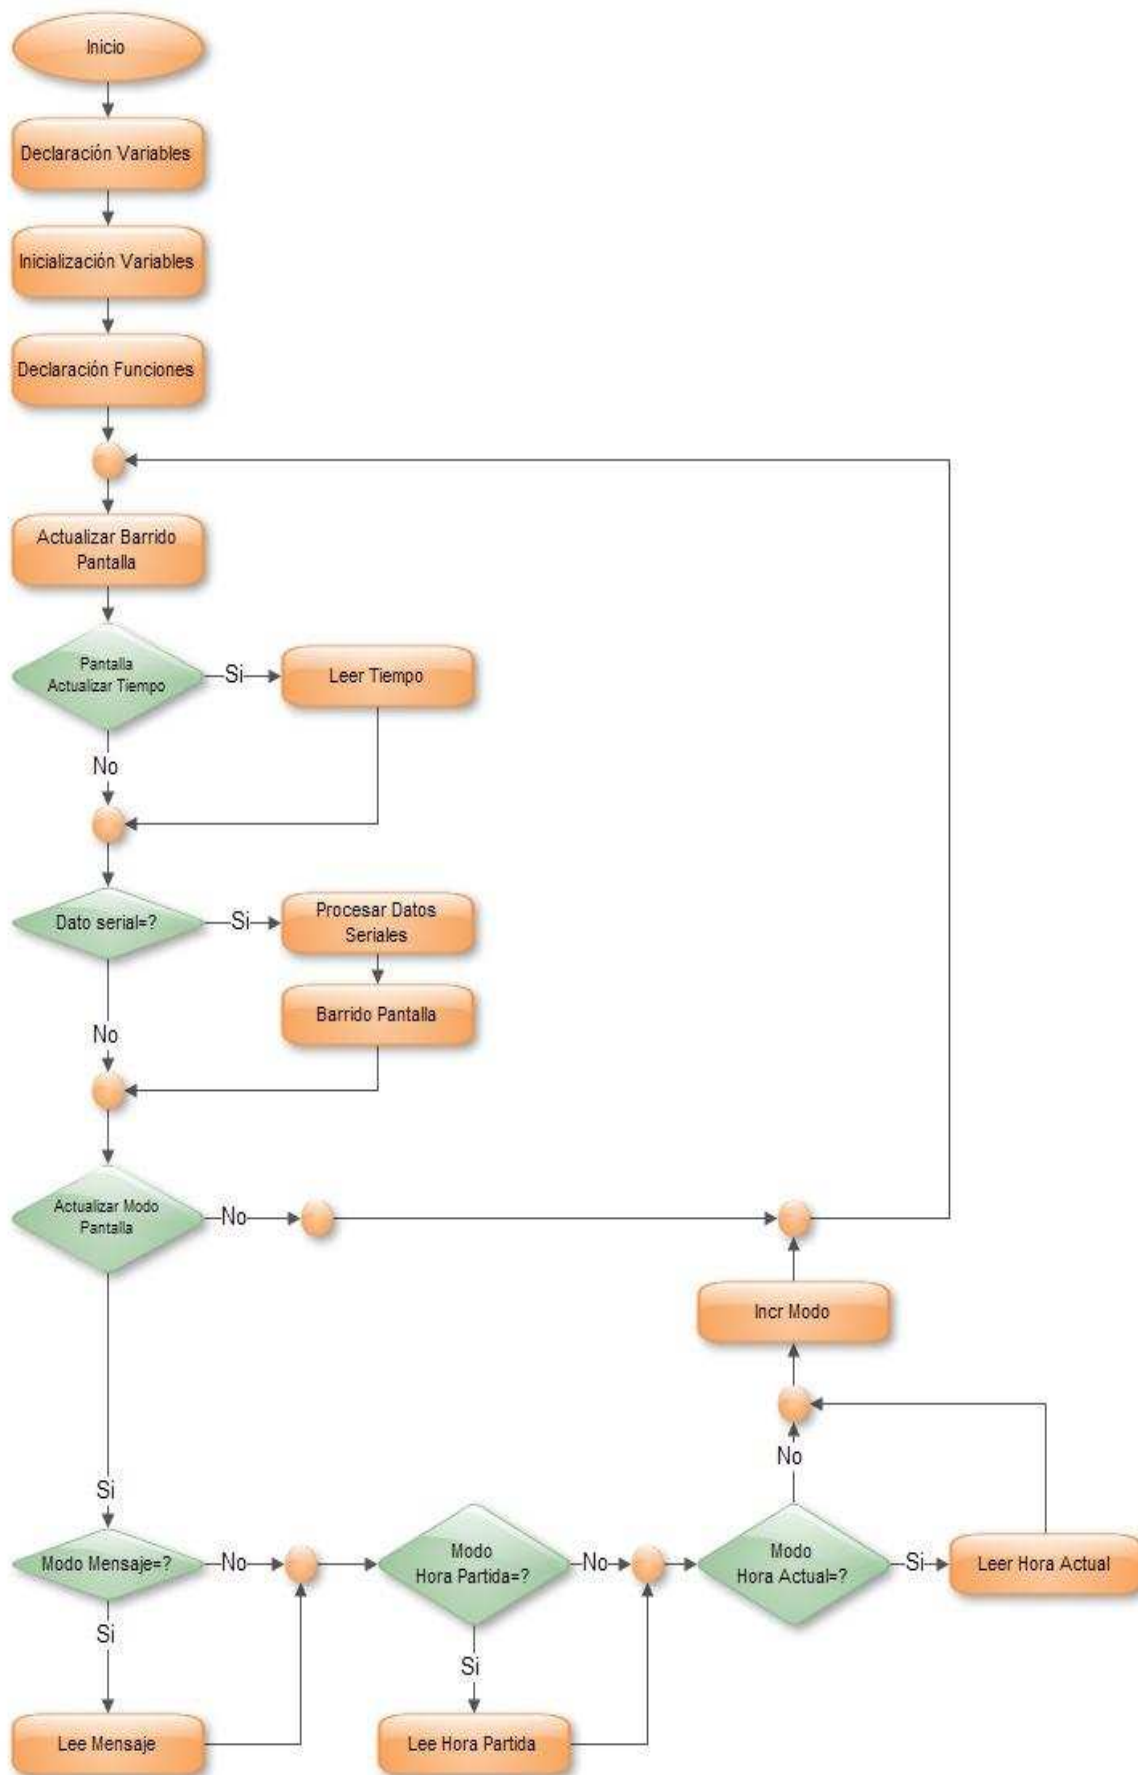 Inicio
Declaración Variables
Inicialización Variables
Declaración Funciones
Actualizar Barrido
Pantalla
Pantalla
Actualizar Tiempo
Si
Leer Tiempo
No
Dato serial=?
Si
Procesar Datos
Seriales
Barrido Pantalla
No
Actualizar Modo
Pantalla
No
Incr Modo
No
Si
Modo Mensaje=?
No
Modo
Hora Partida=?
No
Modo
Hora Actual=?
Si
Leer Hora Actual
Si
Si
Lee Mensaje
Lee Hora Partida